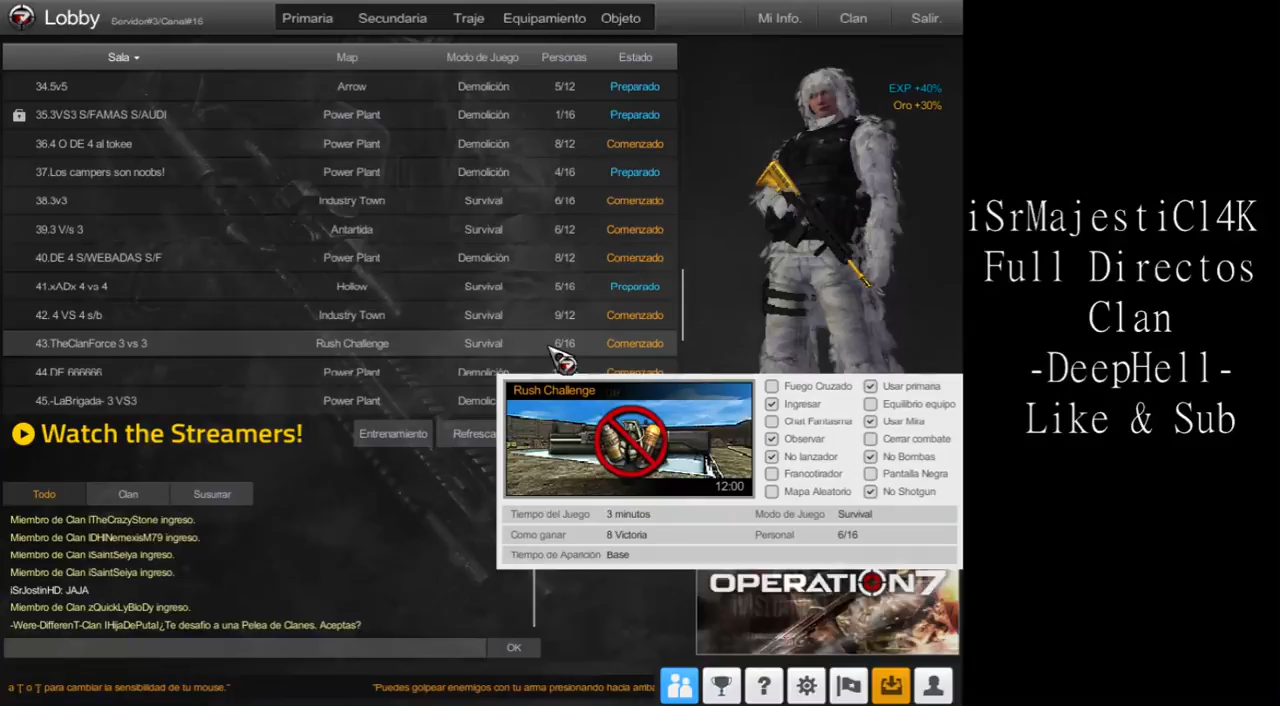 Lobby Servidor#3/Canal#16
Primaria Secundaria Traje Equipamiento Objeto
Mi Info. Clan Salir.
Sala Map Modo de Juego Personas Estado
34.5v5 Arrow Demolición 5/12 Preparado
35.3VS3 S/FAMAS S/AUDI Power Plant Demolición 1/16 Preparado
36.4 O DE 4 al tokee Power Plant Demolición 8/12 Comenzado
37.Los campers son noobs! Power Plant Demolición 4/16 Preparado
38.3v3 Industry Town Survival 6/16 Comenzado
39.3 V/s 3 Antartida Survival 6/12 Comenzado
40.DE 4 S/WEBADAS S/F Power Plant Demolición 8/12 Comenzado
41.xADx 4 vs 4 Hollow Survival 5/16 Preparado
42. 4 VS 4 s/b Industry Town Survival 9/12 Comenzado
43.TheClanForce 3 vs 3 Rush Challenge Survival 6/16 Comenzado
44.DE 666666 Power Plant
45.-LaBrigada- 3 VS3 Power Plant
EXP +40%
Oro +30%
Watch the Streamers!
Entrenamiento Refresca
Rush Challenge
12:00
Fuego Cruzado Usar primaria
Ingresar Equilibrio equipo
Chat Fantasma Usar Mira
Observar Cerrar combate
No lanzador No Bombas
Francotirador Pantalla Negra
Mapa Aleatorio No Shotgun
Tiempo del Juego 3 minutos Modo de Juego Survival
Como ganar 8 Victoria Personal 6/16
Tiempo de Aparición Base
Todo Clan Susurrar
Miembro de Clan lTheCrazyStone ingreso.
Miembro de Clan lDHlNemexisM79 ingreso.
Miembro de Clan iSaintSeiya ingreso.
Miembro de Clan iSaintSeiya ingreso.
iSrJostinHD: JAJA
Miembro de Clan zQuickLyBloDy ingreso.
-Were-DifferenT-Clan lHijaDePuta!¿Te desafio a una Pelea de Clanes. Aceptas?
OK
OPERATION7
para cambiar la sensibilidad de tu mouse."
"Puedes golpear enemigos con tu arma presionando hacia
iSrMajestiCl4K
Full Directos
Clan
-DeepHell-
Like & Sub